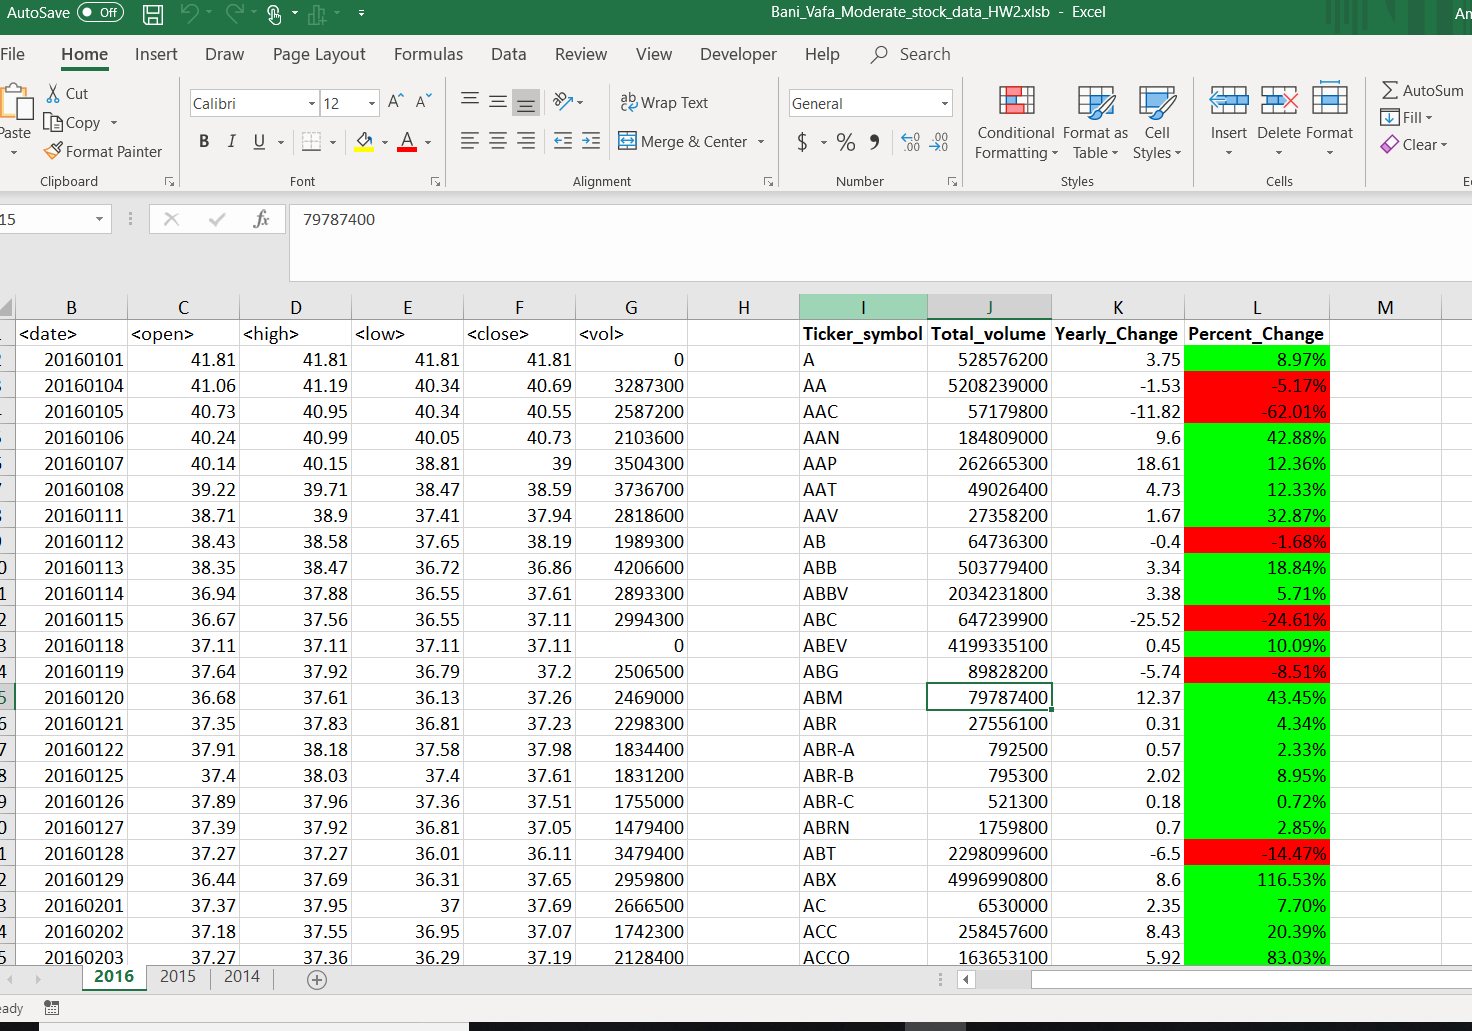 AutoSave Off Bani_Vafa_Moderate_stock_data_HW2.xlsb - Excel
File Home Insert Draw Page Layout Formulas Data Review View Developer Help Search
Cut
Copy
Paste
Format Painter
Clipboard
Calibri 12 A A
B I U A
Font
Wrap Text
Merge & Center
Alignment
General
$ % , .00 .00
Number
Conditional Formatting
Format as Table
Cell Styles
Styles
Insert Delete Format
Cells
AutoSum
Fill
Clear
15 fx 79787400
B C D E F G H I J K L M
<date> <open> <high> <low> <close> <vol> Ticker_symbol Total_volume Yearly_Change Percent_Change
20160101 41.81 41.81 41.81 41.81 0 A 528576200 3.75 8.97%
20160104 41.06 41.19 40.34 40.69 3287300 AA 5208239000 -1.53 -5.17%
20160105 40.73 40.95 40.34 40.55 2587200 AAC 57179800 -11.82 -62.01%
20160106 40.24 40.99 40.05 40.73 2103600 AAN 184809000 9.6 42.88%
20160107 40.14 40.15 38.81 39 3504300 AAP 262665300 18.61 12.36%
20160108 39.22 39.71 38.47 38.59 3736700 AAT 49026400 4.73 12.33%
20160111 38.71 38.9 37.41 37.94 2818600 AAV 27358200 1.67 32.87%
20160112 38.43 38.58 37.65 38.19 1989300 AB 64736300 -0.4 -1.68%
20160113 38.35 38.47 36.72 36.86 4206600 ABB 503779400 3.34 18.84%
20160114 36.94 37.88 36.55 37.61 2893300 ABBV 2034231800 3.38 5.71%
20160115 36.67 37.56 36.55 37.11 2994300 ABC 647239900 -25.52 -24.61%
20160118 37.11 37.11 37.11 37.11 0 ABEV 4199335100 0.45 10.09%
20160119 37.64 37.92 36.79 37.2 2506500 ABG 89828200 -5.74 -8.51%
20160120 36.68 37.61 36.13 37.26 2469000 ABM 79787400 12.37 43.45%
20160121 37.35 37.83 36.81 37.23 2298300 ABR 27556100 0.31 4.34%
20160122 37.91 38.18 37.58 37.98 1834400 ABR-A 792500 0.57 2.33%
20160125 37.4 38.03 37.4 37.61 1831200 ABR-B 795300 2.02 8.95%
20160126 37.89 37.96 37.36 37.51 1755000 ABR-C 521300 0.18 0.72%
20160127 37.39 37.92 36.81 37.05 1479400 ABRN 1759800 0.7 2.85%
20160128 37.27 37.27 36.01 36.11 3479400 ABT 2298099600 -6.5 -14.47%
20160129 36.44 37.69 36.31 37.65 2959800 ABX 4996990800 8.6 116.53%
20160201 37.37 37.95 37 37.69 2666500 AC 6530000 2.35 7.70%
20160202 37.18 37.55 36.95 37.07 1742300 ACC 258457600 8.43 20.39%
20160203 37.27 37.36 36.29 37.19 2128400 ACCO 163653100 5.92 83.03%
2016 2015 2014